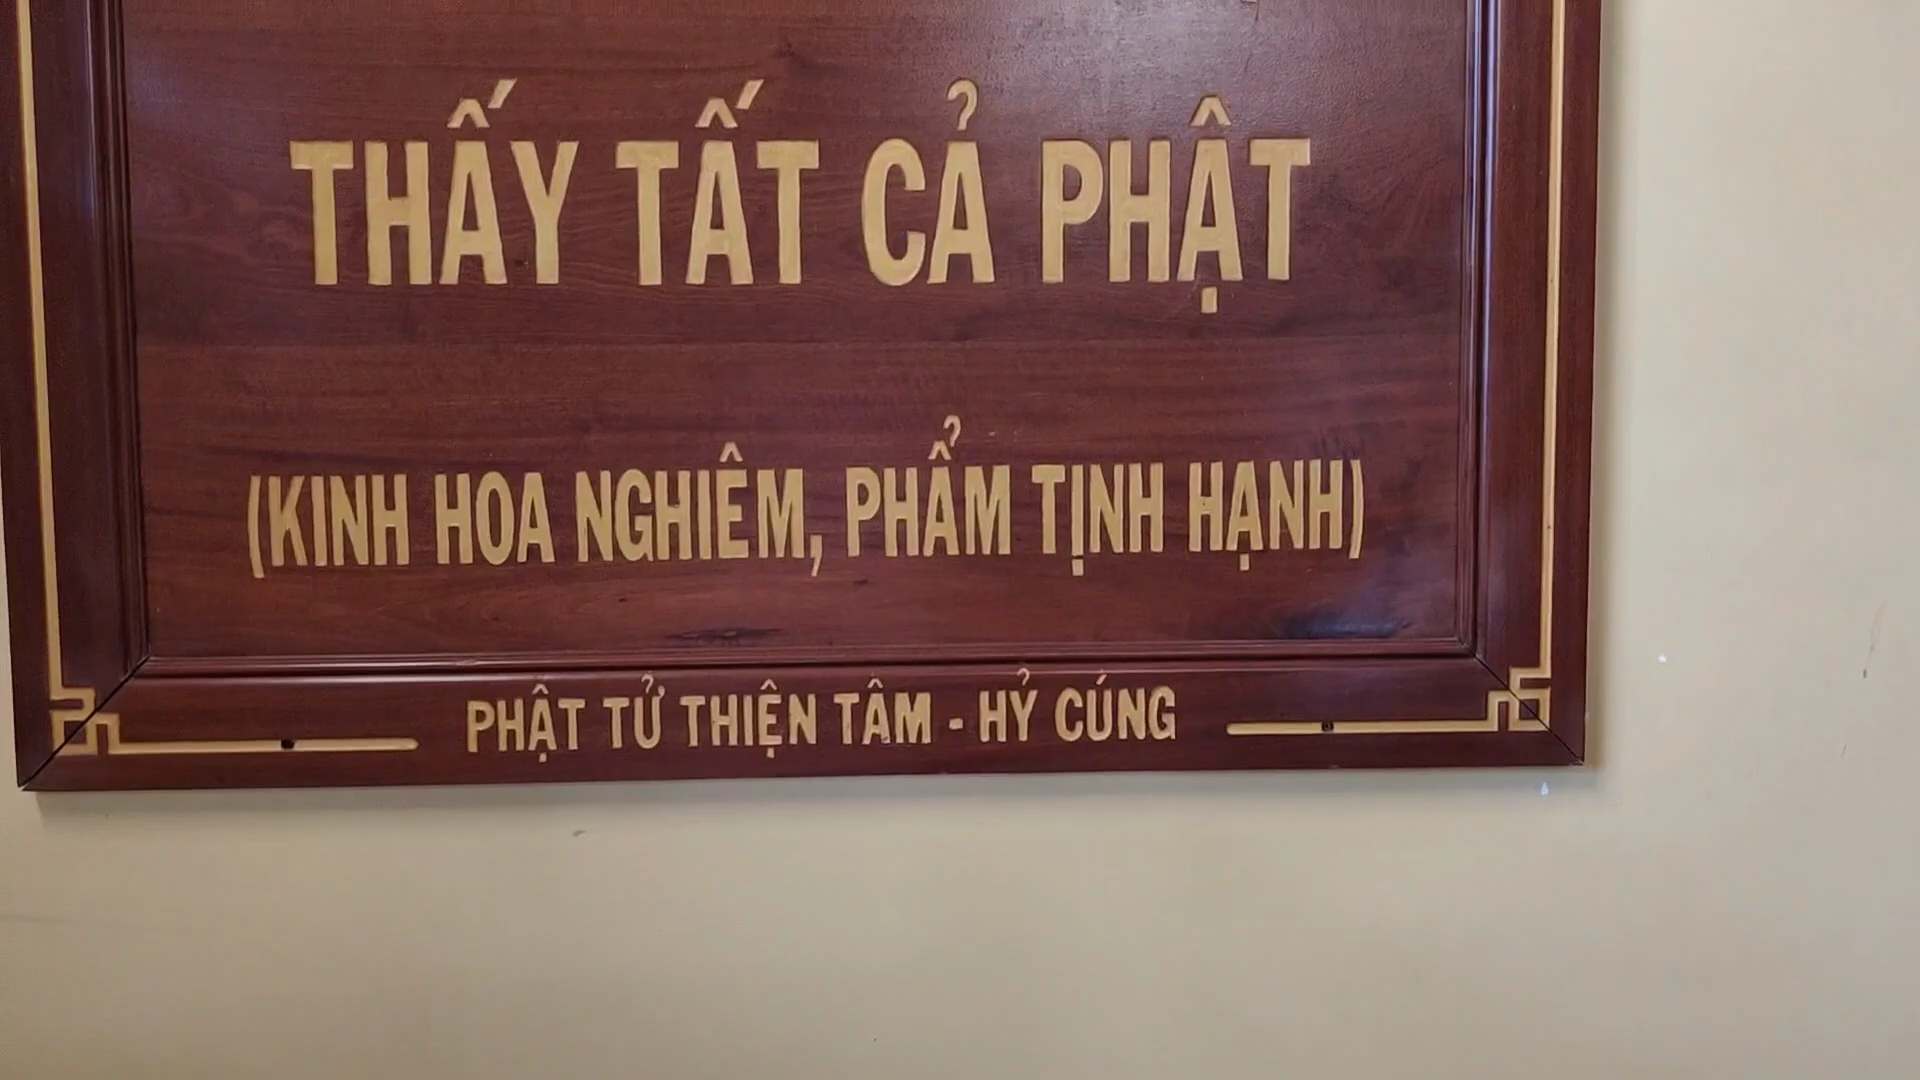 THẤY TẤT CẢ PHẬT
(KINH HOA NGHIÊM, PHẨM TỊNH HẠNH)
PHẬT TỬ THIỆN TÂM - HỶ CÚNG